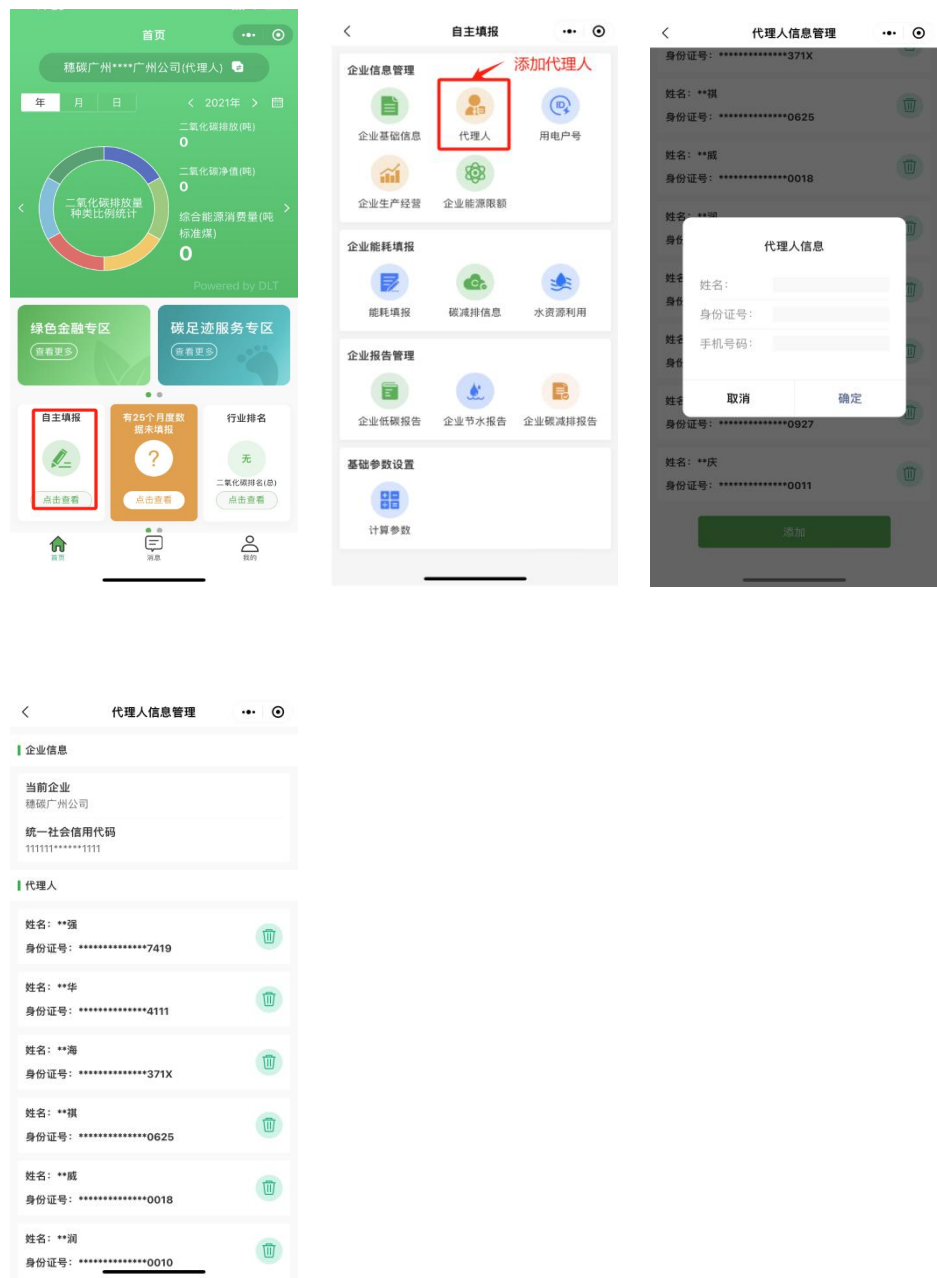 首页
穗碳广州****广州公司(代理人)
年 月 日 2021年
二氧化碳排放(吨)
0
二氧化碳净值(吨)
0
二氧化碳排放量
种类比例统计
综合能源消费量(吨
标准煤)
0
Powered by DLT
绿色金融专区
查看更多
碳足迹服务专区
查看更多
自主填报
点击查看
有25个月度数
据未填报
?
点击查看
行业排名
无
二氧化碳排名(总)
点击查看
首页 消息 我的
自主填报
添加代理人
企业信息管理
企业基础信息 代理人 用电户号
企业生产经营 企业能源限额
企业能耗填报
能耗填报 碳减排信息 水资源利用
企业报告管理
企业低碳报告 企业节水报告 企业碳减排报告
基础参数设置
计算参数
代理人信息管理
身份证号: **************371X
姓名: **祺
身份证号: **************0625
姓名: **威
身份证号: **************0018
姓名: **润
代理人信息
姓名:
身份证号:
手机号码:
取消 确定
身份证号: **************0927
姓名: **庆
身份证号: **************0011
添加
代理人信息管理
企业信息
当前企业
穗碳广州公司
统一社会信用代码
111111******1111
代理人
姓名: **强
身份证号: **************7419
姓名: **华
身份证号: **************4111
姓名: **海
身份证号: **************371X
姓名: **祺
身份证号: **************0625
姓名: **威
身份证号: **************0018
姓名: **润
身份证号: **************0010